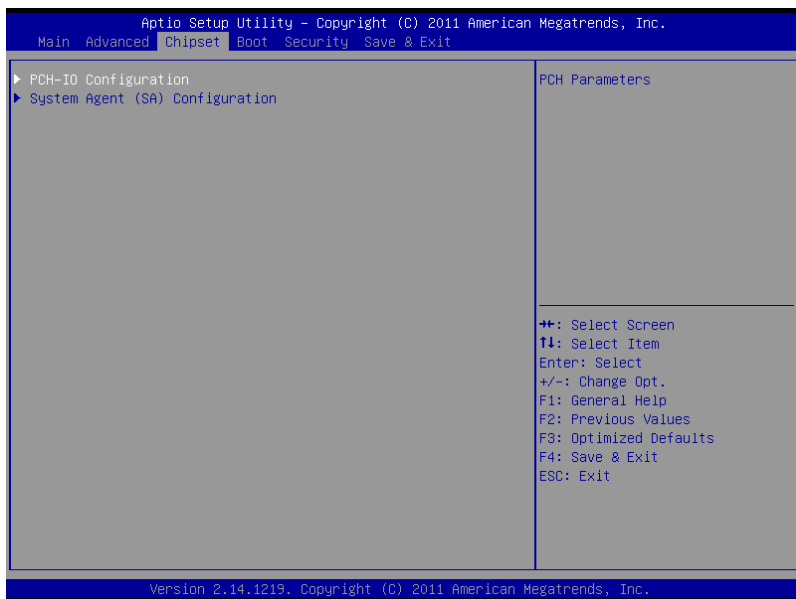 Aptio Setup Utility – Copyright (C) 2011 American Megatrends, Inc.
Main Advanced Chipset Boot Security Save & Exit
▶ PCH-IO Configuration
▶ System Agent (SA) Configuration
PCH Parameters
→←: Select Screen
↑↓: Select Item
Enter: Select
+/-: Change Opt.
F1: General Help
F2: Previous Values
F3: Optimized Defaults
F4: Save & Exit
ESC: Exit
Version 2.14.1219. Copyright (C) 2011 American Megatrends, Inc.